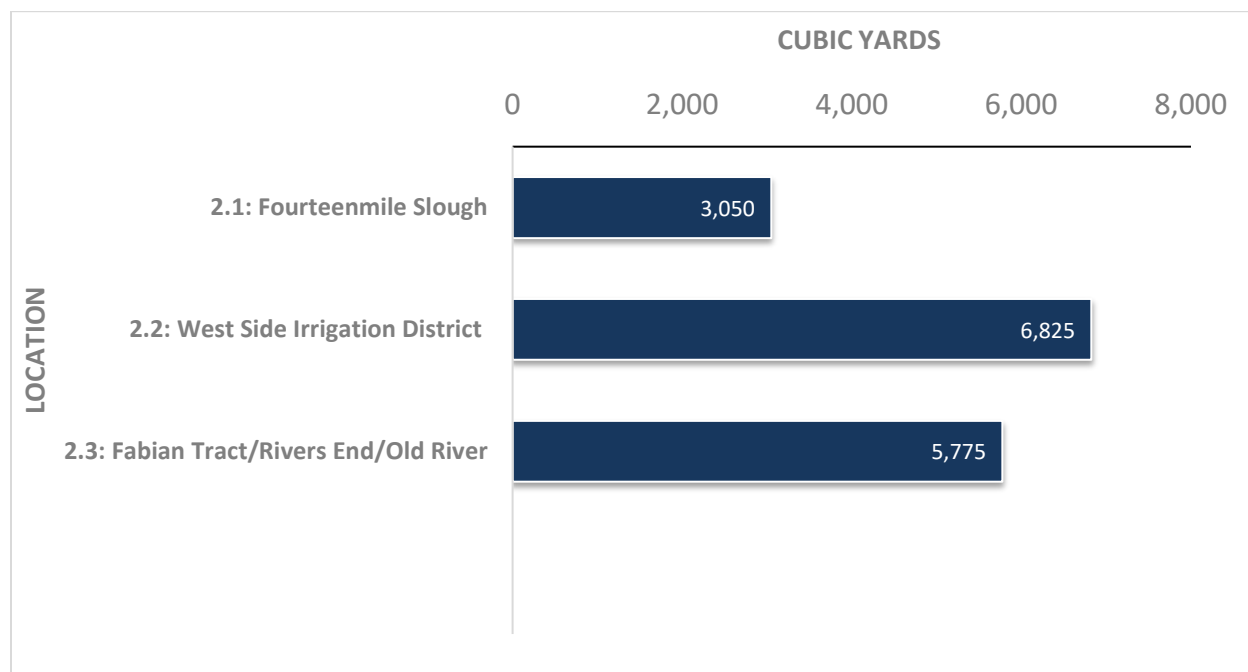 CUBIC YARDS
0 2,000 4,000 6,000 8,000
LOCATION
2.1: Fourteenmile Slough 3,050
2.2: West Side Irrigation District 6,825
2.3: Fabian Tract/Rivers End/Old River 5,775